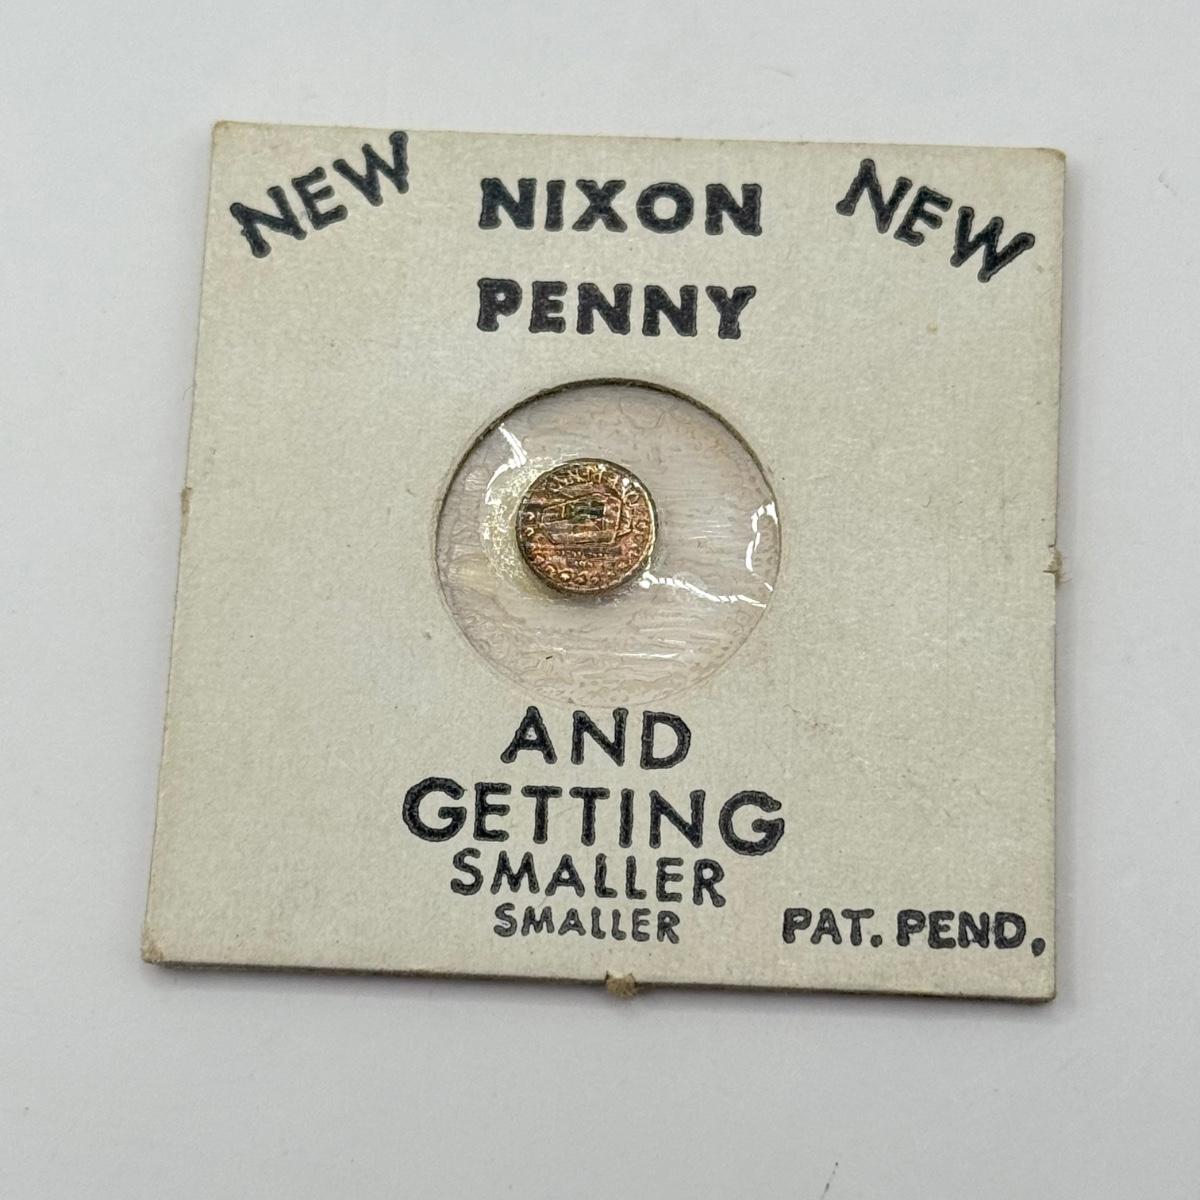 NEW NIXON NEW
PENNY
AND
GETTING
SMALLER
SMALLER
PAT. PEND.